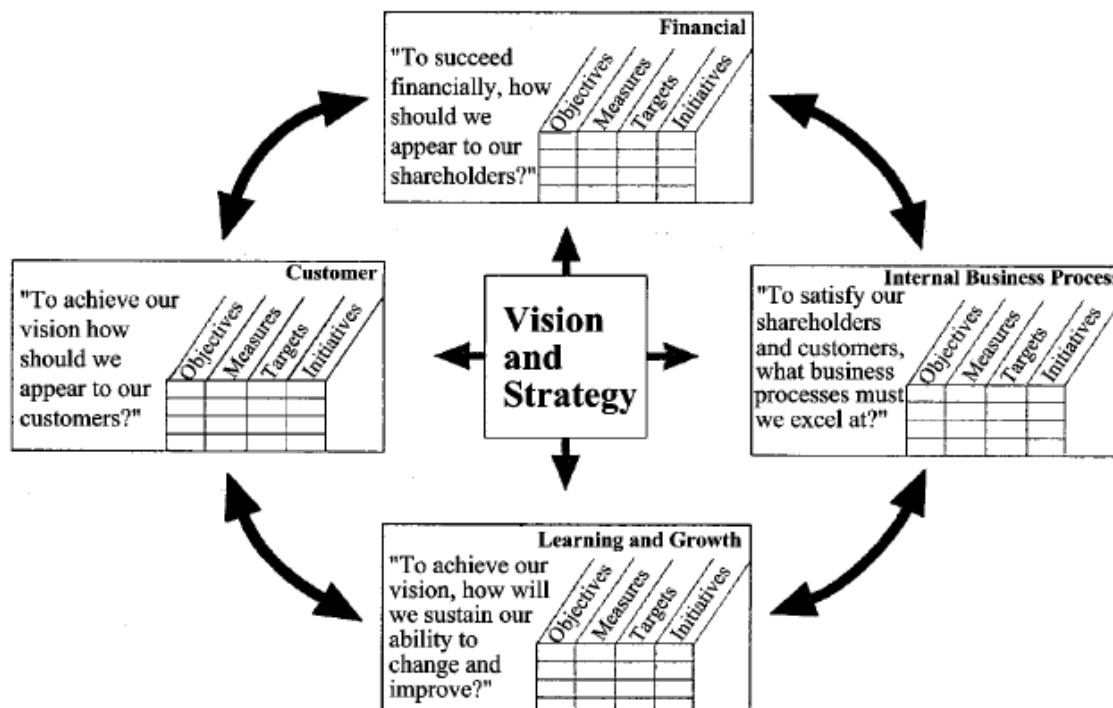 Financial
"To succeed
financially, how
should we
appear to our
shareholders?"
Objectives
Measures
Targets
Initiatives
Customer
"To achieve our
vision how
should we
appear to our
customers?"
Objectives
Measures
Targets
Initiatives
Vision
and
Strategy
Internal Business Process
"To satisfy our
shareholders
and customers,
what business
processes must
we excel at?"
Objectives
Measures
Targets
Initiatives
Learning and Growth
"To achieve our
vision, how will
we sustain our
ability to
change and
improve?"
Objectives
Measures
Targets
Initiatives